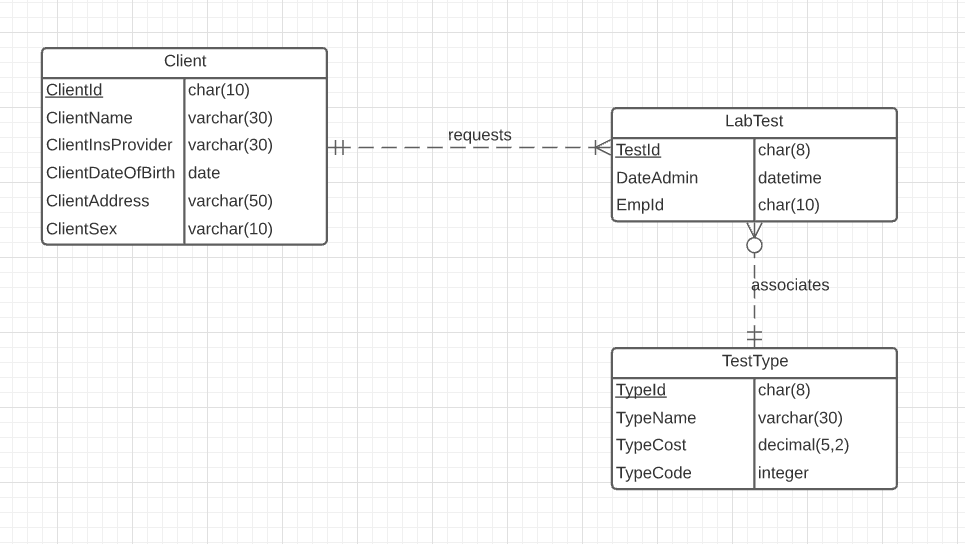 Client
ClientId char(10)
ClientName varchar(30)
ClientInsProvider varchar(30)
ClientDateOfBirth date
ClientAddress varchar(50)
ClientSex varchar(10)
requests
LabTest
TestId char(8)
DateAdmin datetime
EmpId char(10)
associates
TestType
TypeId char(8)
TypeName varchar(30)
TypeCost decimal(5,2)
TypeCode integer